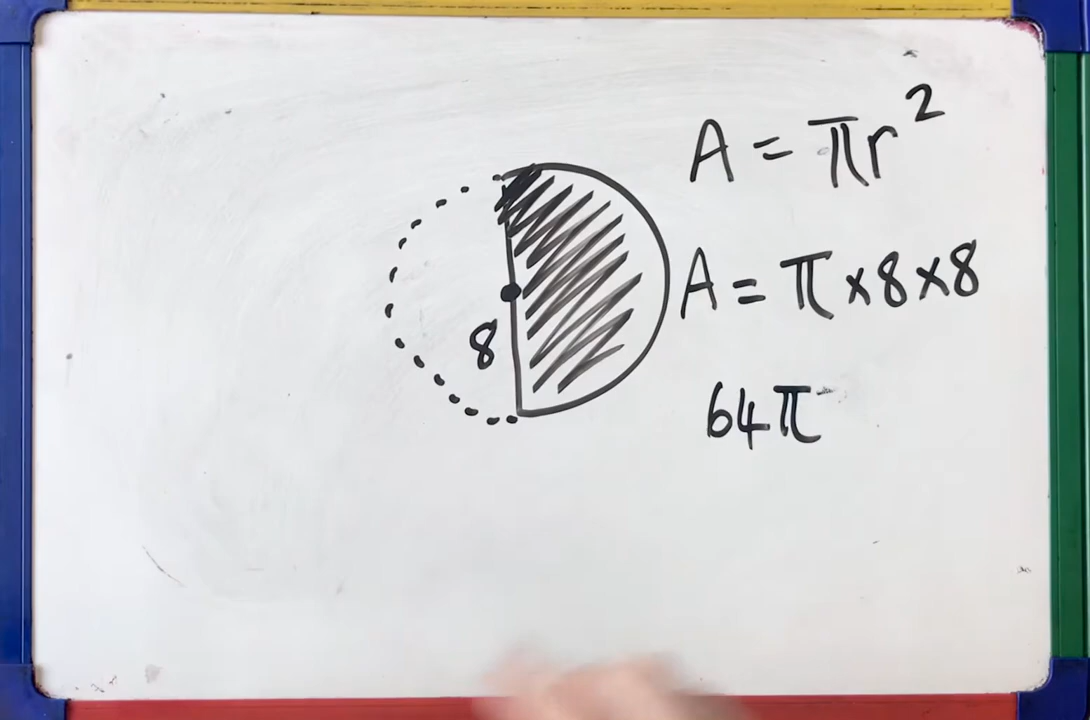 A = πr²
A = π×8×8
8
64π